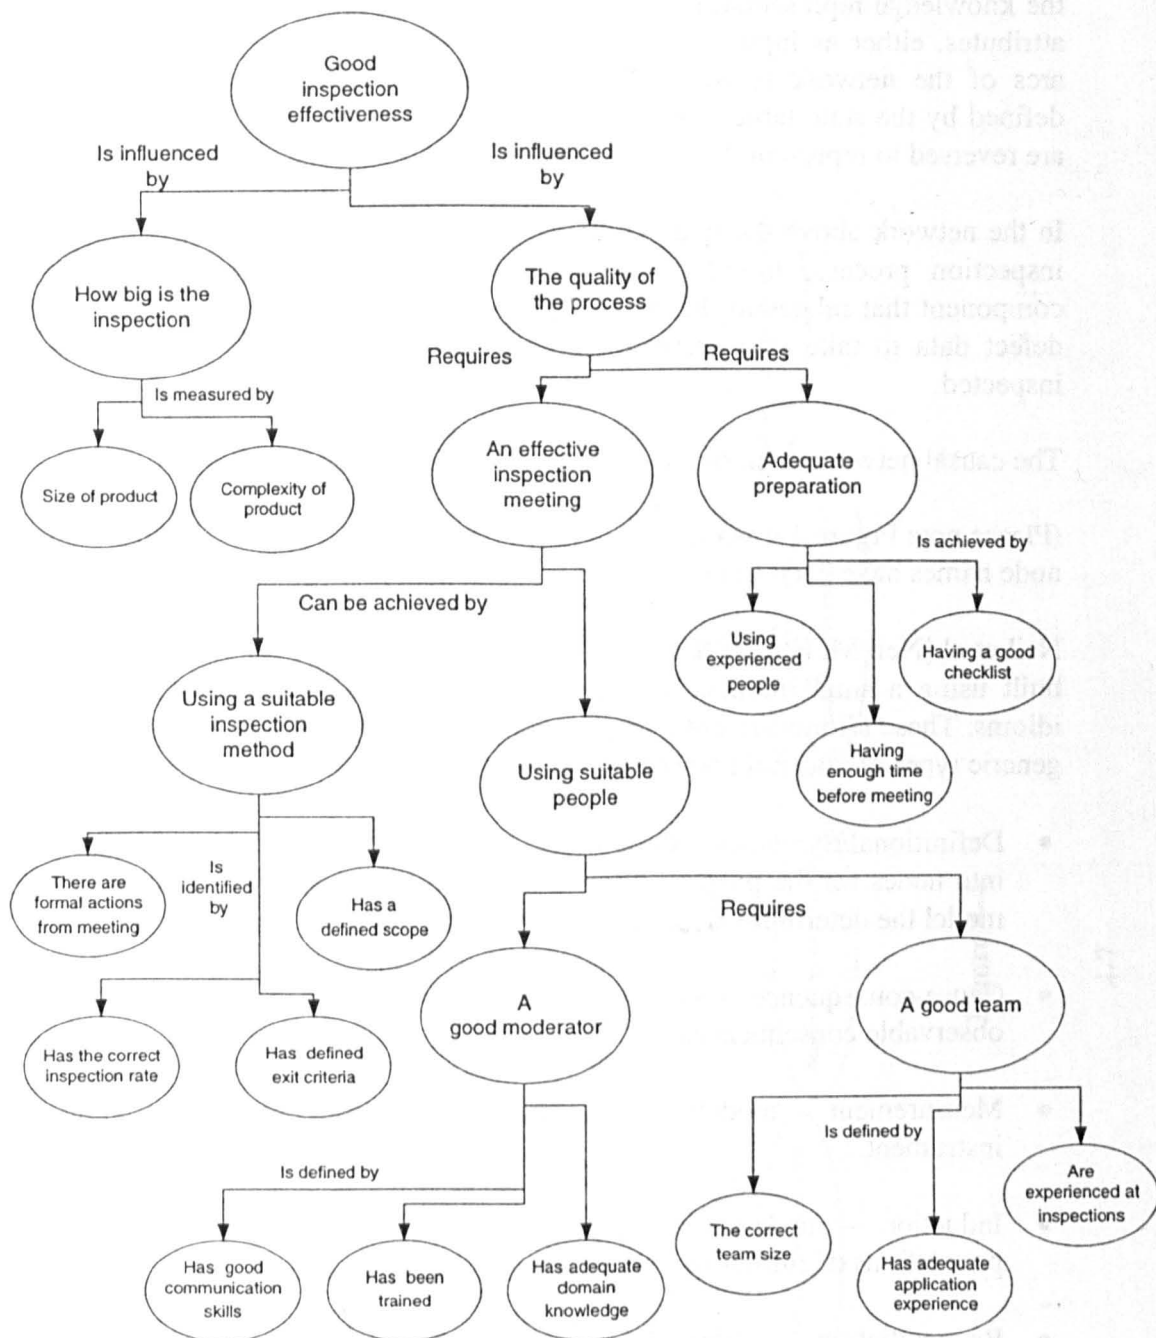 Good
inspection
effectiveness
Is influenced
by
Is influenced
by
How big is the
inspection
The quality of
the process
Is measured by
Requires
Requires
Size of product
Complexity of
product
An effective
inspection
meeting
Adequate
preparation
Can be achieved by
Is achieved by
Using
experienced
people
Having a good
checklist
Having
enough time
before meeting
Using a suitable
inspection
method
Using suitable
people
There are
formal actions
from meeting
Is
identified
by
Has a
defined scope
Requires
Has the correct
inspection rate
Has defined
exit criteria
A
good moderator
A good team
Is defined by
Is defined by
Has good
communication
skills
Has been
trained
Has adequate
domain
knowledge
The correct
team size
Has adequate
application
experience
Are
experienced at
inspections